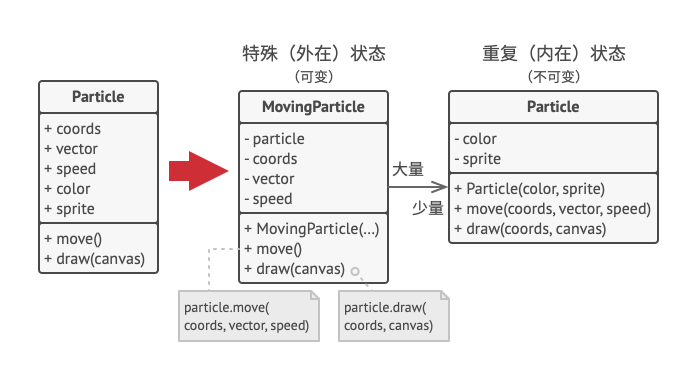 特殊（外在）状态
（可变）
重复（内在）状态
（不可变）
Particle
+ coords
+ vector
+ speed
+ color
+ sprite
+ move()
+ draw(canvas)
MovingParticle
- particle
- coords
- vector
- speed
+ MovingParticle(...)
+ move()
+ draw(canvas)
particle.move(
coords, vector, speed)
particle.draw(
coords, canvas)
大量
少量
Particle
- color
- sprite
+ Particle(color, sprite)
+ move(coords, vector, speed)
+ draw(coords, canvas)